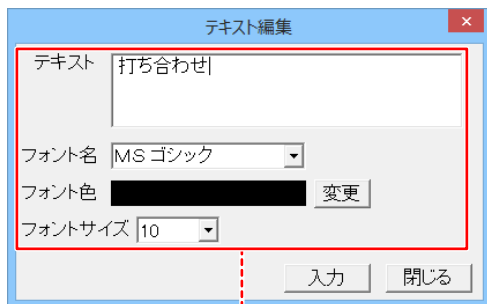 テキスト編集
テキスト 打ち合わせ
フォント名 MS ゴシック
フォント色 変更
フォントサイズ 10
入力 閉じる